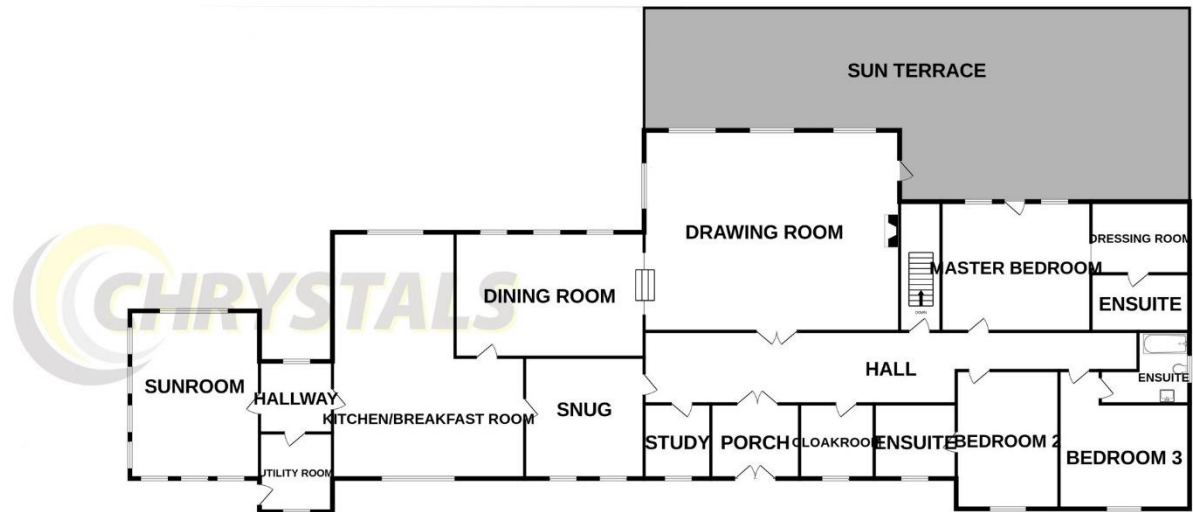 SUN TERRACE
DRAWING ROOM
DRESSING ROOM
MASTER BEDROOM
CHRYSTALS
DINING ROOM
ENSUITE
DOWN
HALL
SUNROOM
ENSUITE
HALLWAY
SNUG
KITCHEN/BREAKFAST ROOM
STUDY
PORCH
CLOAKROOM
ENSUITE
BEDROOM 2
BEDROOM 3
UTILITY ROOM